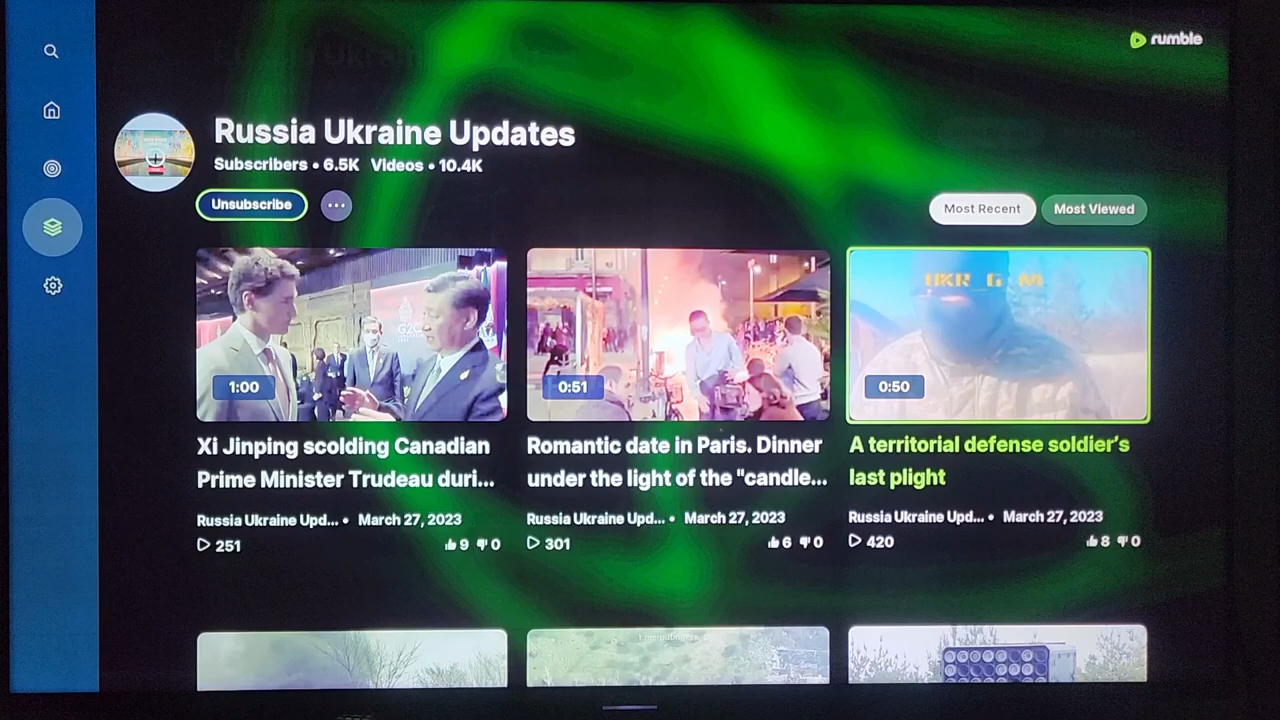 rumble
Russia Ukraine Updates
Subscribers • 6.5K Videos • 10.4K
Unsubscribe
Most Recent
Most Viewed
G20
1:00
0:51
0:50
Xi Jinping scolding Canadian
Prime Minister Trudeau duri...
Romantic date in Paris. Dinner
under the light of the "candle...
A territorial defense soldier's
last plight
Russia Ukraine Upd... • March 27, 2023
Russia Ukraine Upd... • March 27, 2023
Russia Ukraine Upd... • March 27, 2023
251
9 0
301
6 0
420
8 0